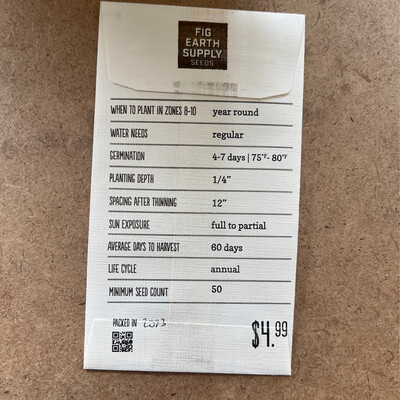 FIG
EARTH
SUPPLY
SEEDS
WHEN TO PLANT IN ZONES 8-10 year round
WATER NEEDS regular
GERMINATION 4-7 days | 75°F- 80°F
PLANTING DEPTH 1/4"
SPACING AFTER THINNING 12"
SUN EXPOSURE full to partial
AVERAGE DAYS TO HARVEST 60 days
LIFE CYCLE annual
MINIMUM SEED COUNT 50
PACKED IN 2023
$4.99